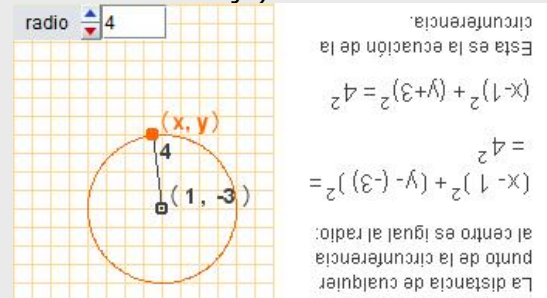 radio 4
(x, y)
4
(1, -3)
La distancia de cualquier
punto de la circunferencia
al centro es igual al radio:
(x- 1 )² + (y- (-3) )² =
= 4²
(x-1)² + (y+3)² = 4²
Esta es la ecuación de la
circunferencia.